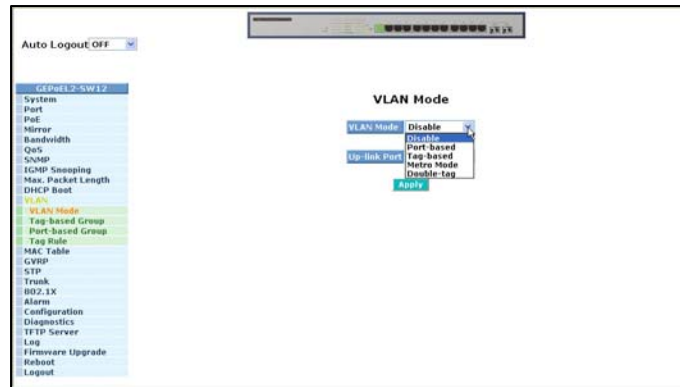 Auto Logout OFF
GEPoEL2-SW12
System
Port
PoE
Mirror
Bandwidth
QoS
SNMP
IGMP Snooping
Max. Packet Length
DHCP Boot
VLAN
VLAN Mode
Tag-based Group
Port-based Group
Tag Rule
MAC Table
GVRP
STP
Trunk
802.1X
Alarm
Configuration
Diagnostics
TFTP Server
Log
Firmware Upgrade
Reboot
Logout
VLAN Mode
VLAN Mode Disable
Disable
Port-based
Up-link Port Tag-based
Metro Mode
Double-tag
Apply